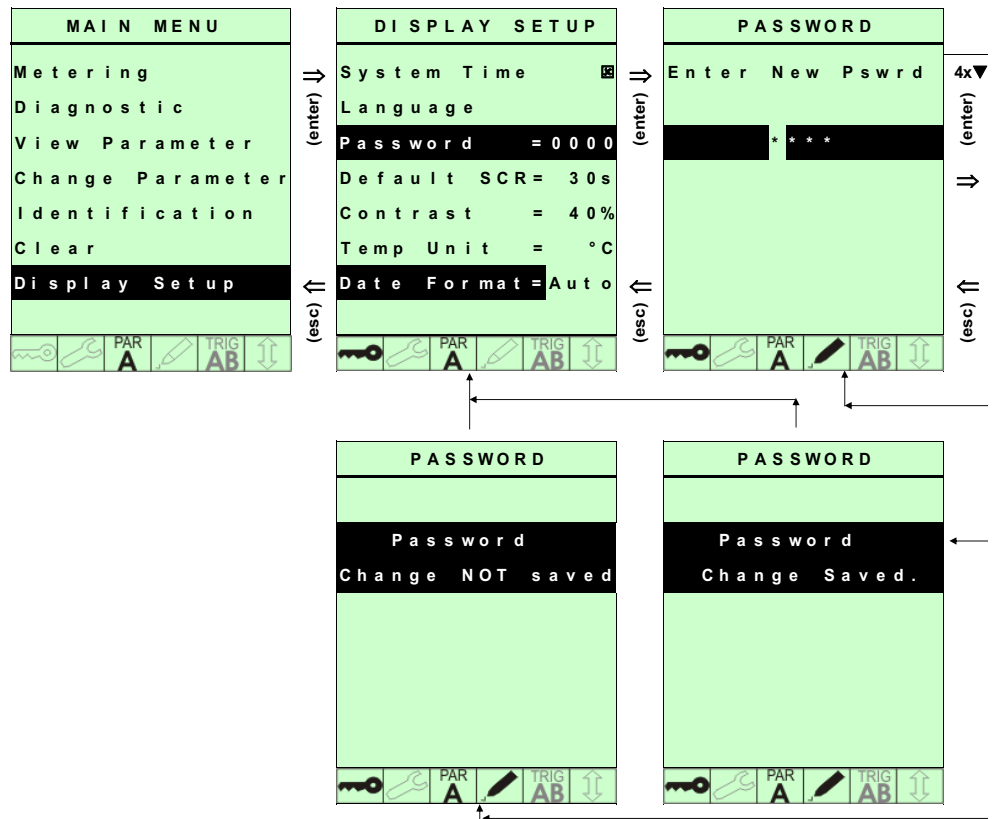 MAIN MENU
Metering
Diagnostic
View Parameter
Change Parameter
Identification
Clear
Display Setup
PAR
A
TRIG
AB
(enter)
(esc)
DISPLAY SETUP
System Time
Language
Password =0000
Default SCR= 30s
Contrast = 40%
Temp Unit = °C
Date Format=Auto
PAR
A
TRIG
AB
(enter)
(esc)
PASSWORD
Enter New Pswrd
****
PAR
A
TRIG
AB
4x▼
(enter)
(esc)
PASSWORD
Password
Change NOT saved
PAR
A
TRIG
AB
PASSWORD
Password
Change Saved.
PAR
A
TRIG
AB